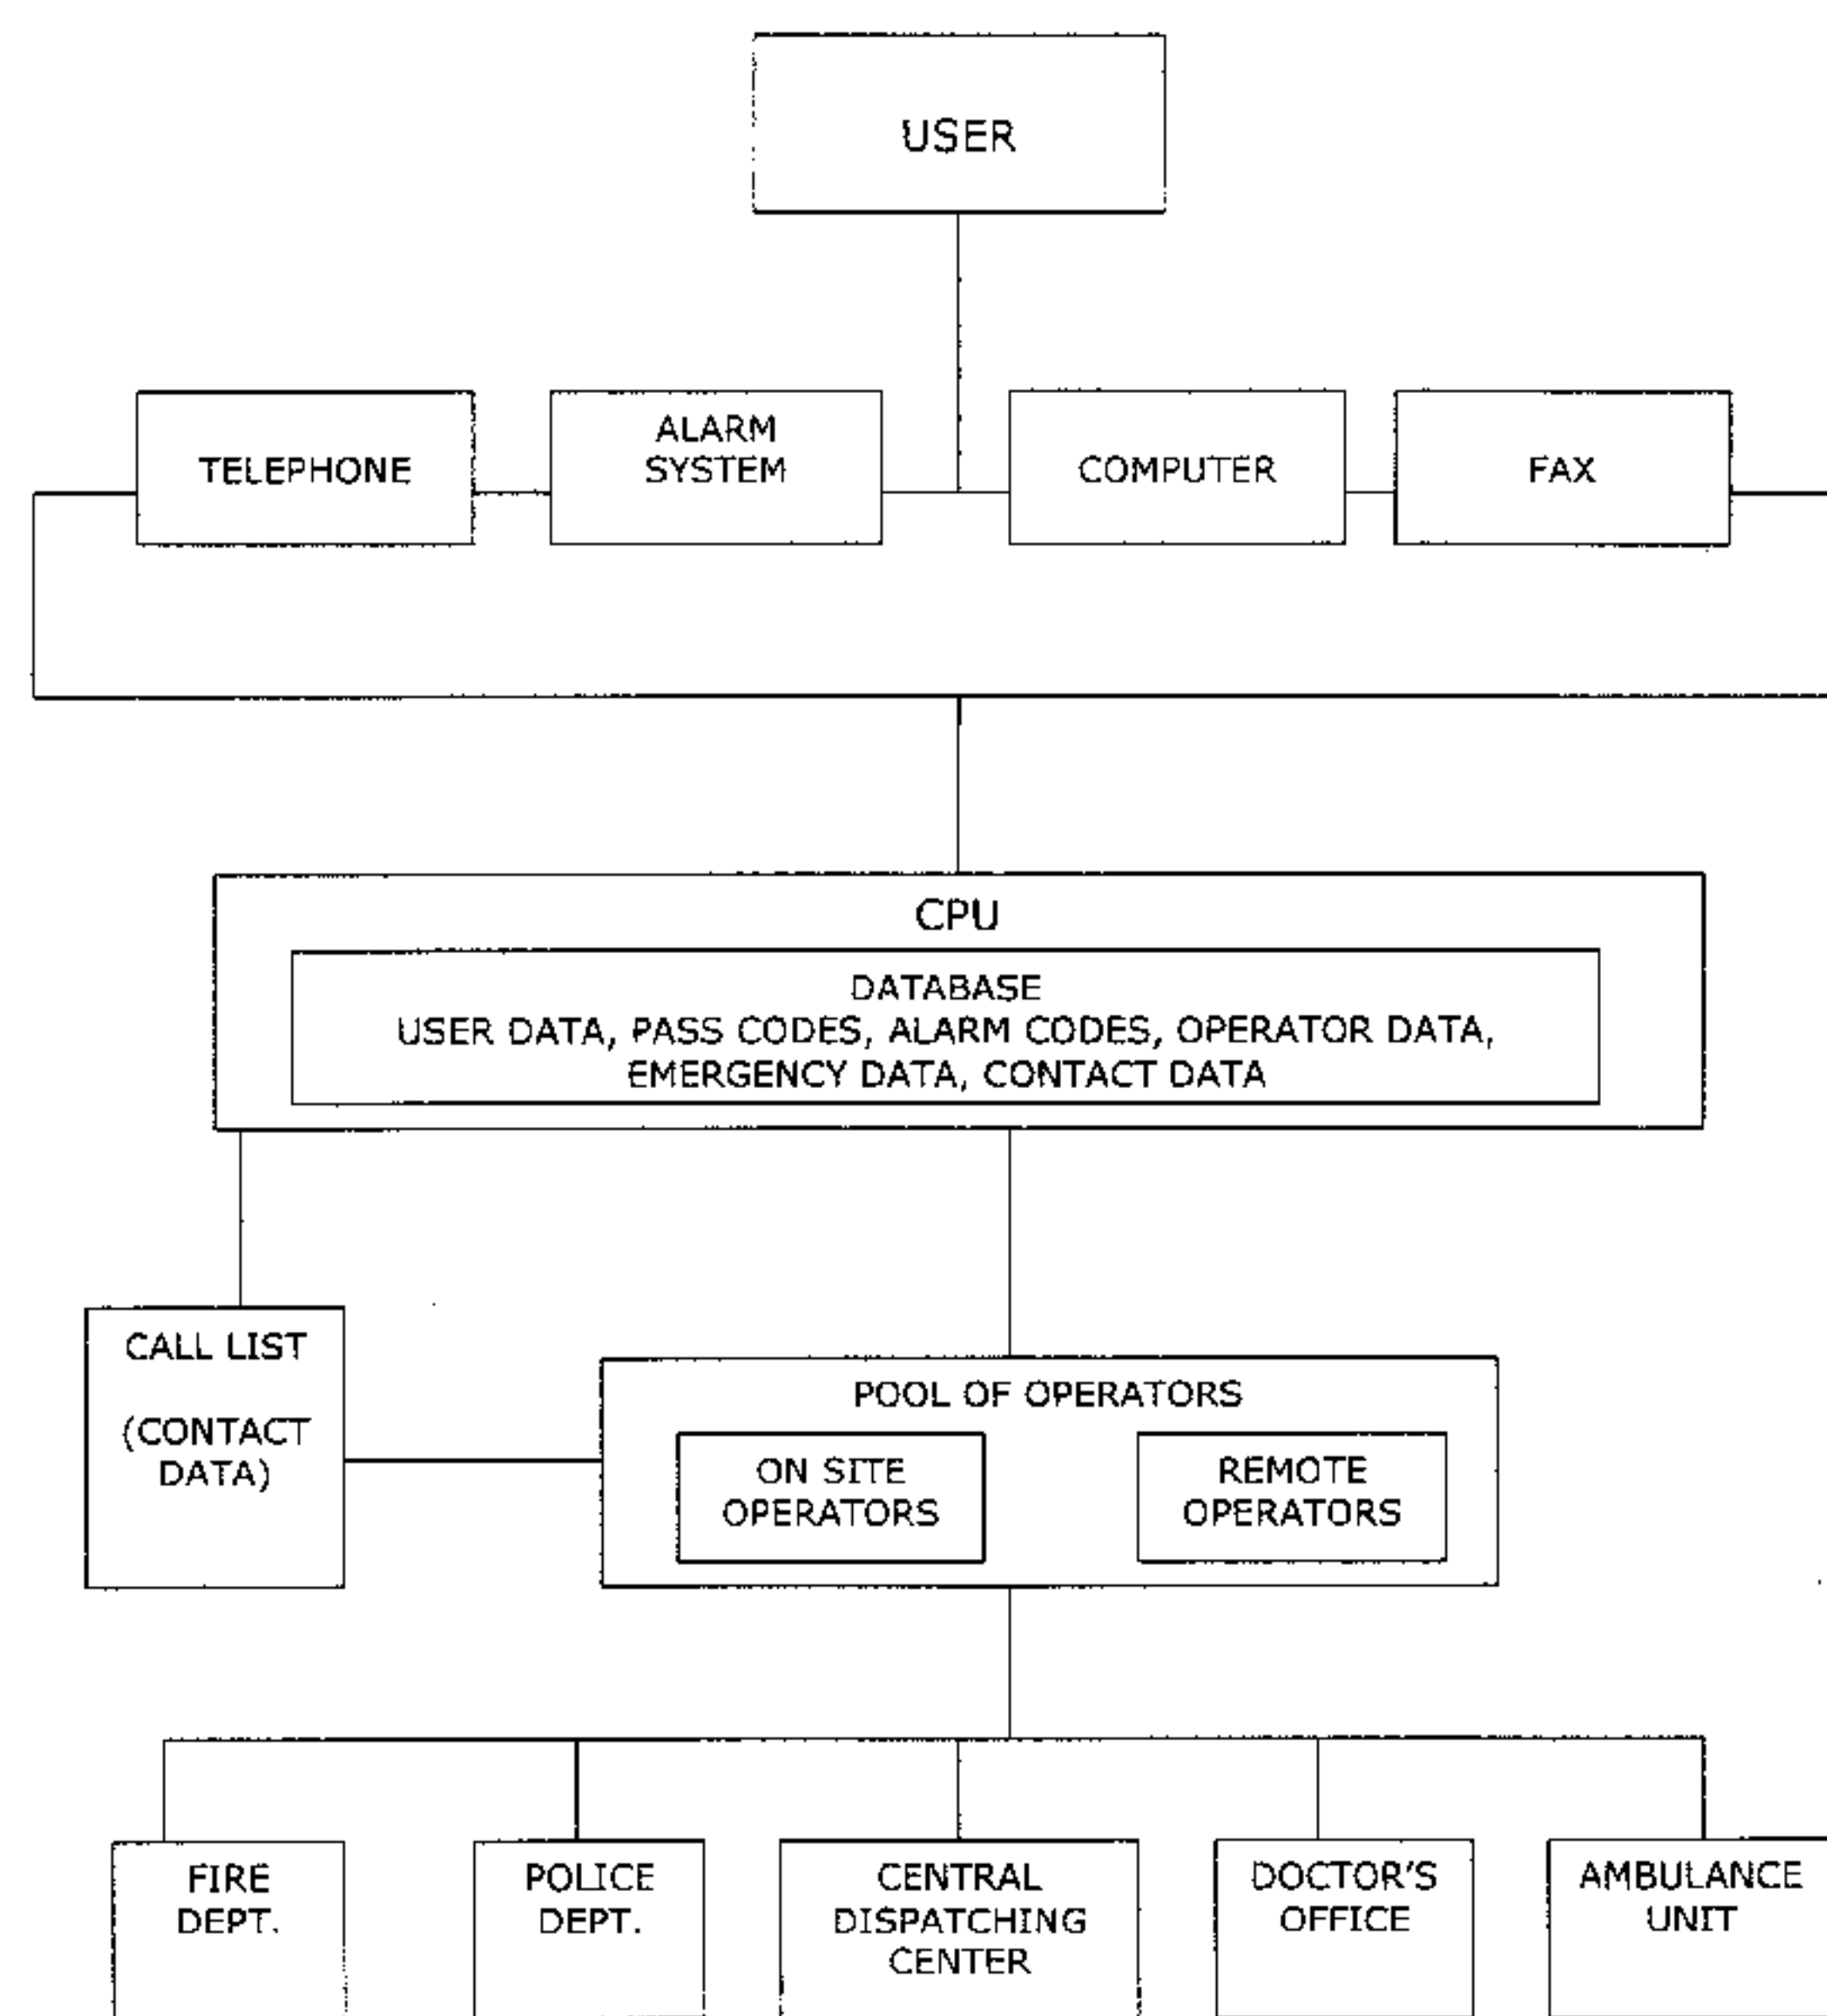 USER
TELEPHONE
ALARM
SYSTEM
COMPUTER
FAX
CPU
DATABASE
USER DATA, PASS CODES, ALARM CODES, OPERATOR DATA,
EMERGENCY DATA, CONTACT DATA
CALL LIST
(CONTACT
DATA)
POOL OF OPERATORS
ON SITE
OPERATORS
REMOTE
OPERATORS
FIRE
DEPT.
POLICE
DEPT.
CENTRAL
DISPATCHING
CENTER
DOCTOR'S
OFFICE
AMBULANCE
UNIT